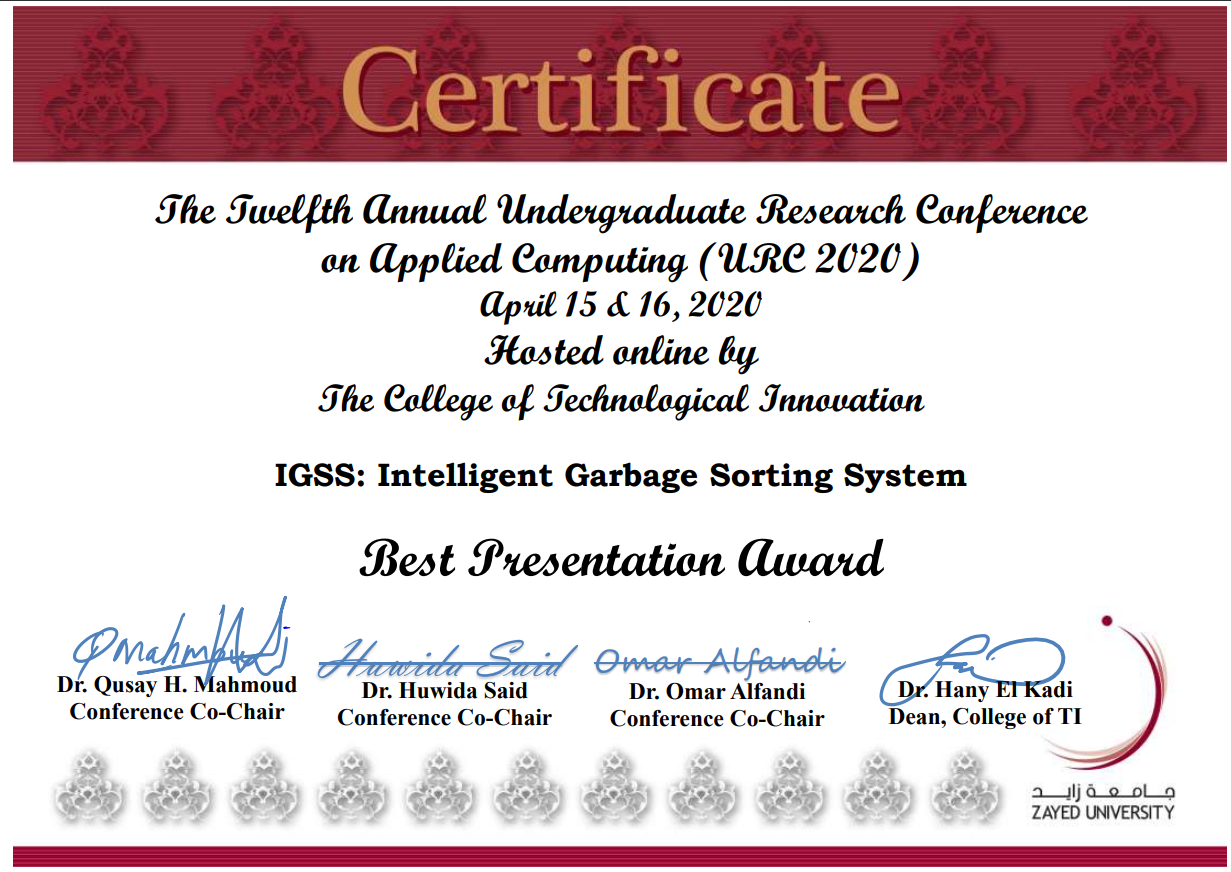 Certificate
The Twelfth Annual Undergraduate Research Conference
on Applied Computing (URC 2020)
April 15 & 16, 2020
Hosted online by
The College of Technological Innovation
IGSS: Intelligent Garbage Sorting System
Best Presentation Award
Qmahmoud
Huwida Said
Omar Alfandi
Dr. Qusay H. Mahmoud
Conference Co-Chair
Dr. Huwida Said
Conference Co-Chair
Dr. Omar Alfandi
Conference Co-Chair
Dr. Hany El Kadi
Dean, College of TI
جامعة زايد
ZAYED UNIVERSITY